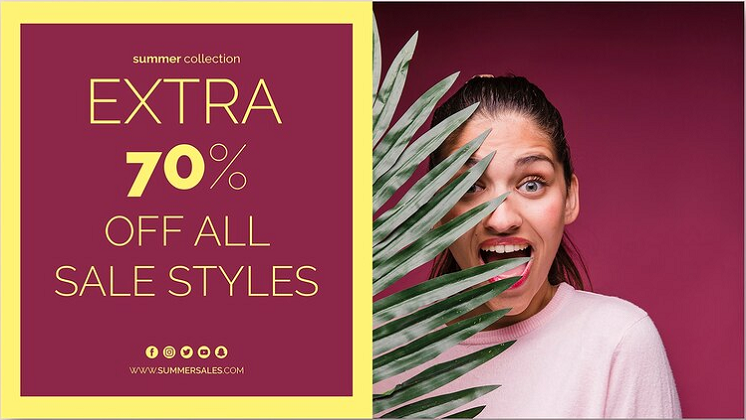 summer collection
EXTRA
70%
OFF ALL
SALE STYLES
WWW.SUMMERSALES.COM